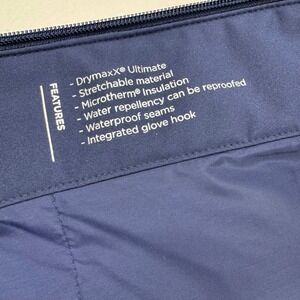 FEATURES
- DrymaxX® Ultimate
- Stretchable material
- Microtherm® Insulation
- Water repellency can be reproofed
- Waterproof seams
- Integrated glove hook